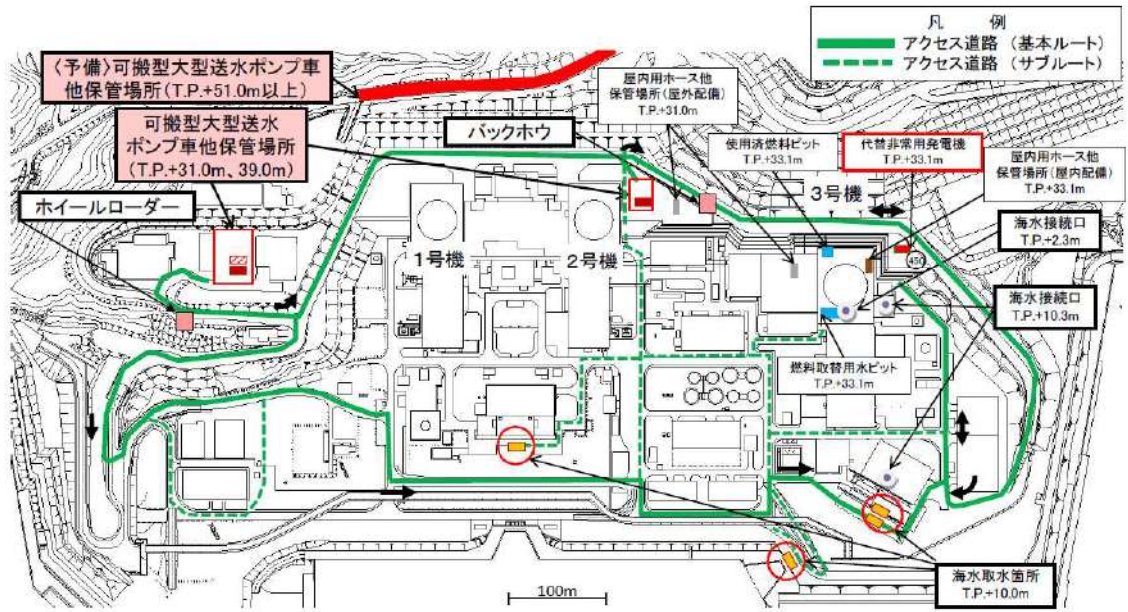 凡　例
アクセス道路（基本ルート）
アクセス道路（サブルート）
〈予備〉可搬型大型送水ポンプ車
他保管場所(T.P.+51.0m以上)
可搬型大型送水
ポンプ車他保管場所
(T.P.+31.0m、39.0m)
ホイールローダー
バックホウ
屋内用ホース他
保管場所(屋外配備)
T.P.+31.0m
使用済燃料ピット
T.P.+33.1m
代替非常用発電機
T.P.+33.1m
屋内用ホース他
保管場所(屋内配備)
T.P.+33.1m
3号機
海水接続口
T.P.+2.3m
450
1号機
2号機
海水接続口
T.P.+10.3m
燃料取替用水ピット
T.P.+33.1m
海水取水箇所
T.P.+10.0m
100m